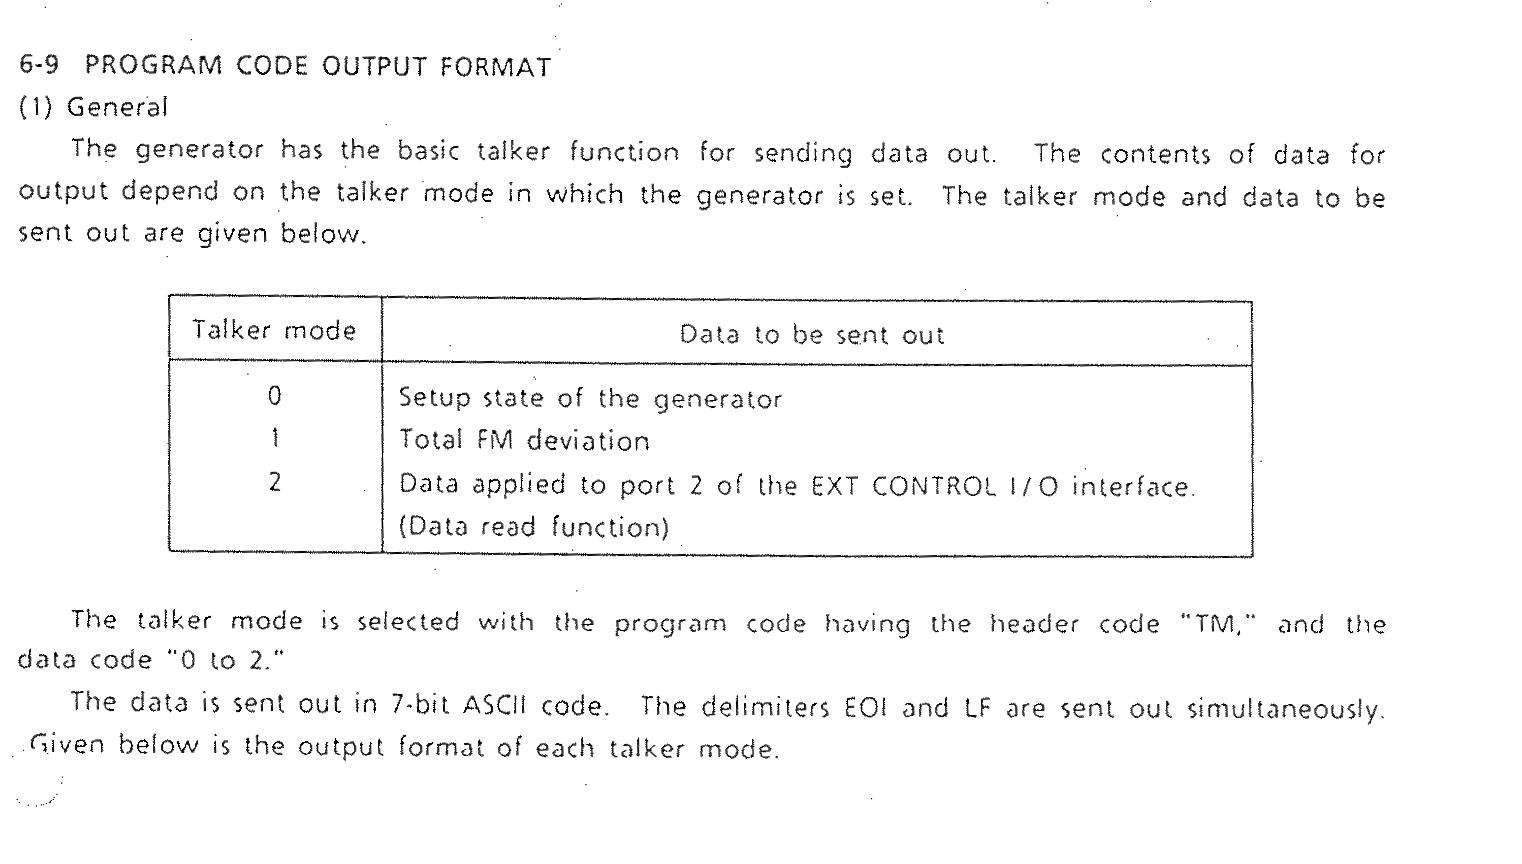 6-9 PROGRAM CODE OUTPUT FORMAT
(1) General
The generator has the basic talker function for sending data out. The contents of data for
output depend on the talker mode in which the generator is set. The talker mode and data to be
sent out are given below.
Talker mode Data to be sent out
0 Setup state of the generator
1 Total FM deviation
2 Data applied to port 2 of the EXT CONTROL I/O interface.
(Data read function)
The talker mode is selected with the program code having the header code "TM," and the
data code "0 to 2."
The data is sent out in 7-bit ASCII code. The delimiters EOI and LF are sent out simultaneously.
Given below is the output format of each talker mode.